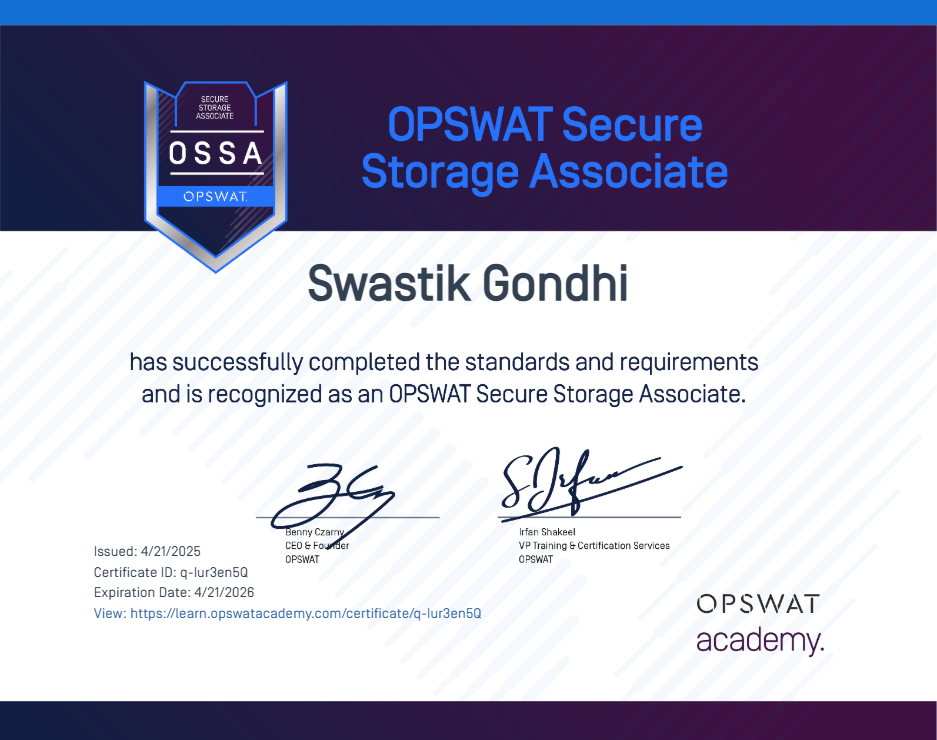 SECURE
STORAGE
ASSOCIATE
OSSA
OPSWAT.
OPSWAT Secure
Storage Associate
Swastik Gondhi
has successfully completed the standards and requirements
and is recognized as an OPSWAT Secure Storage Associate.
Benny Czarny
CEO & Founder
OPSWAT
Irfan Shakeel
VP Training & Certification Services
OPSWAT
Issued: 4/21/2025
Certificate ID: q-Iur3en5Q
Expiration Date: 4/21/2026
View: https://learn.opswatacademy.com/certificate/q-Iur3en5Q
OPSWAT
academy.